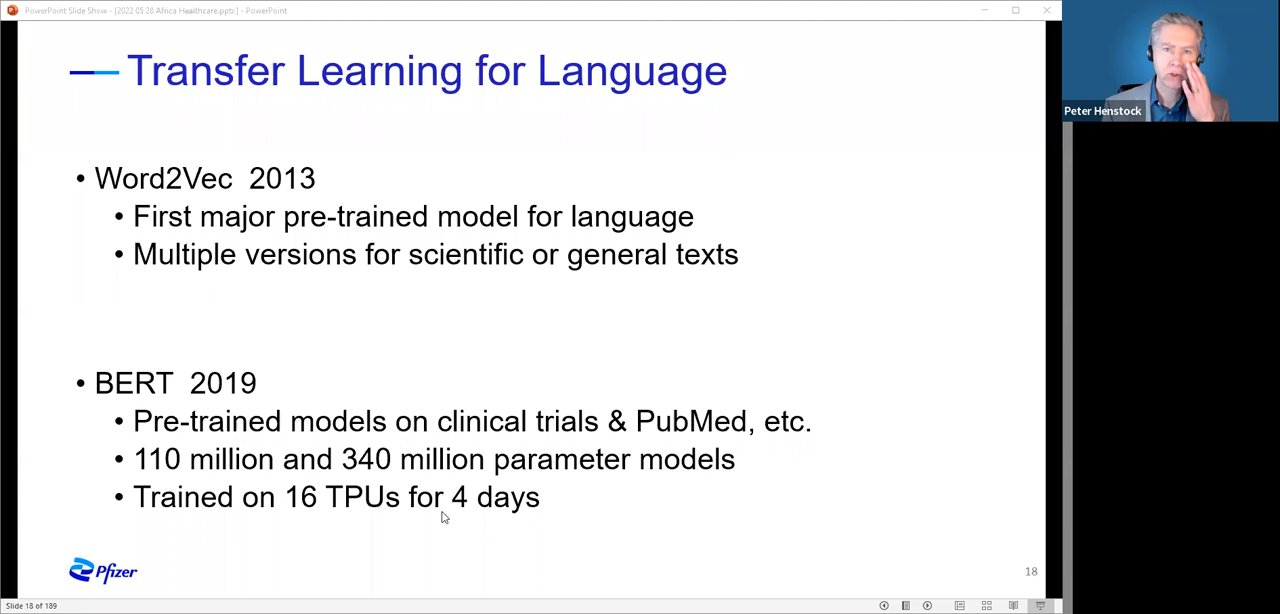 PowerPoint Slide Show - [2022 05 28 Africa Healthcare.pptx] - PowerPoint
Transfer Learning for Language
Peter Henstock
• Word2Vec 2013
• First major pre-trained model for language
• Multiple versions for scientific or general texts
• BERT 2019
• Pre-trained models on clinical trials & PubMed, etc.
• 110 million and 340 million parameter models
• Trained on 16 TPUs for 4 days
Pfizer
18
Slide 18 of 189